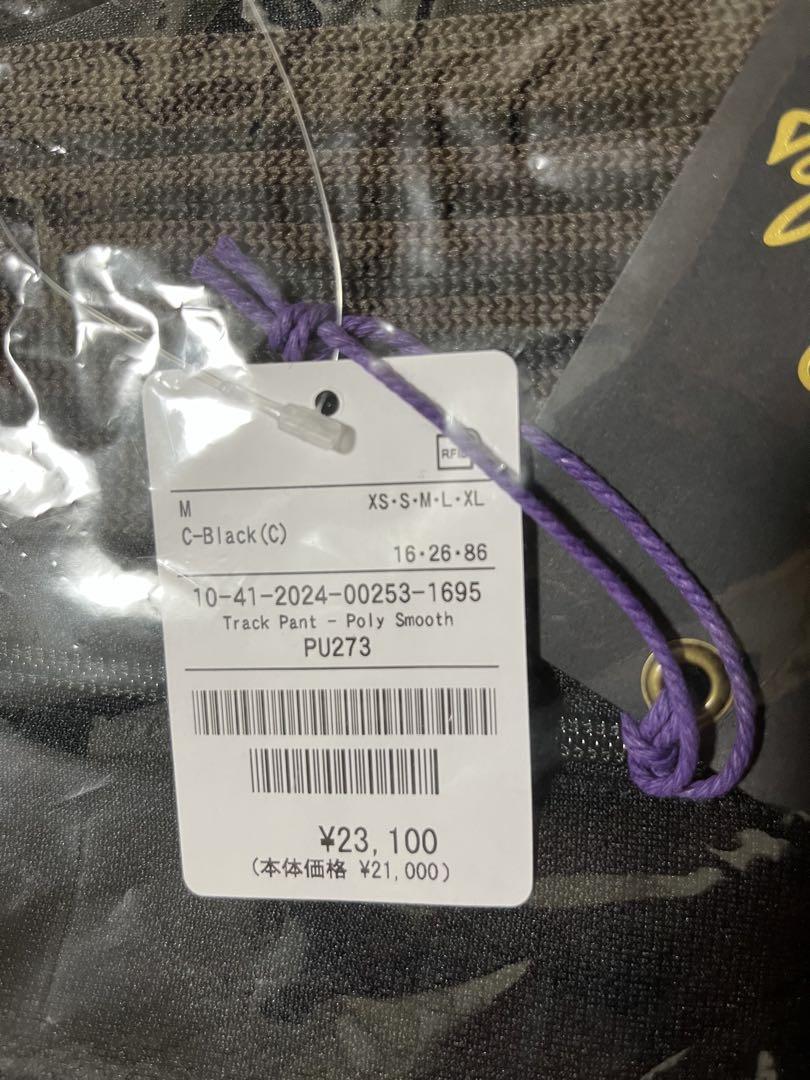 RFID
M XS・S・M・L・XL
C-Black(C)
16・26・86
10-41-2024-00253-1695
Track Pant - Poly Smooth
PU273
¥23,100
(本体価格 ¥21,000)